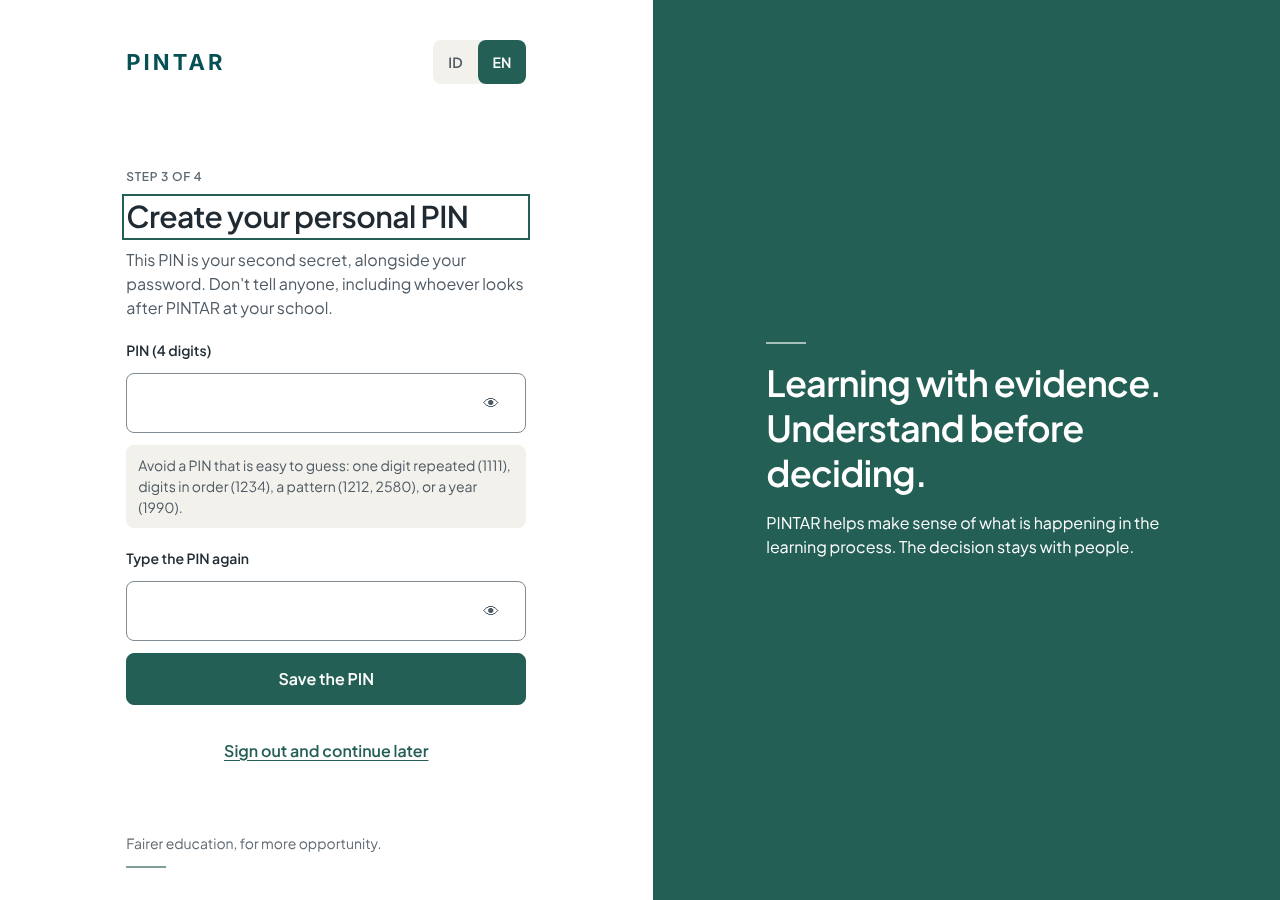 PINTAR
ID
EN
STEP 3 OF 4
Create your personal PIN
This PIN is your second secret, alongside your
password. Don't tell anyone, including whoever looks
after PINTAR at your school.
PIN (4 digits)
Avoid a PIN that is easy to guess: one digit repeated (1111),
digits in order (1234), a pattern (1212, 2580), or a year
(1990).
Type the PIN again
Save the PIN
Sign out and continue later
Fairer education, for more opportunity.
Learning with evidence.
Understand before
deciding.
PINTAR helps make sense of what is happening in the
learning process. The decision stays with people.